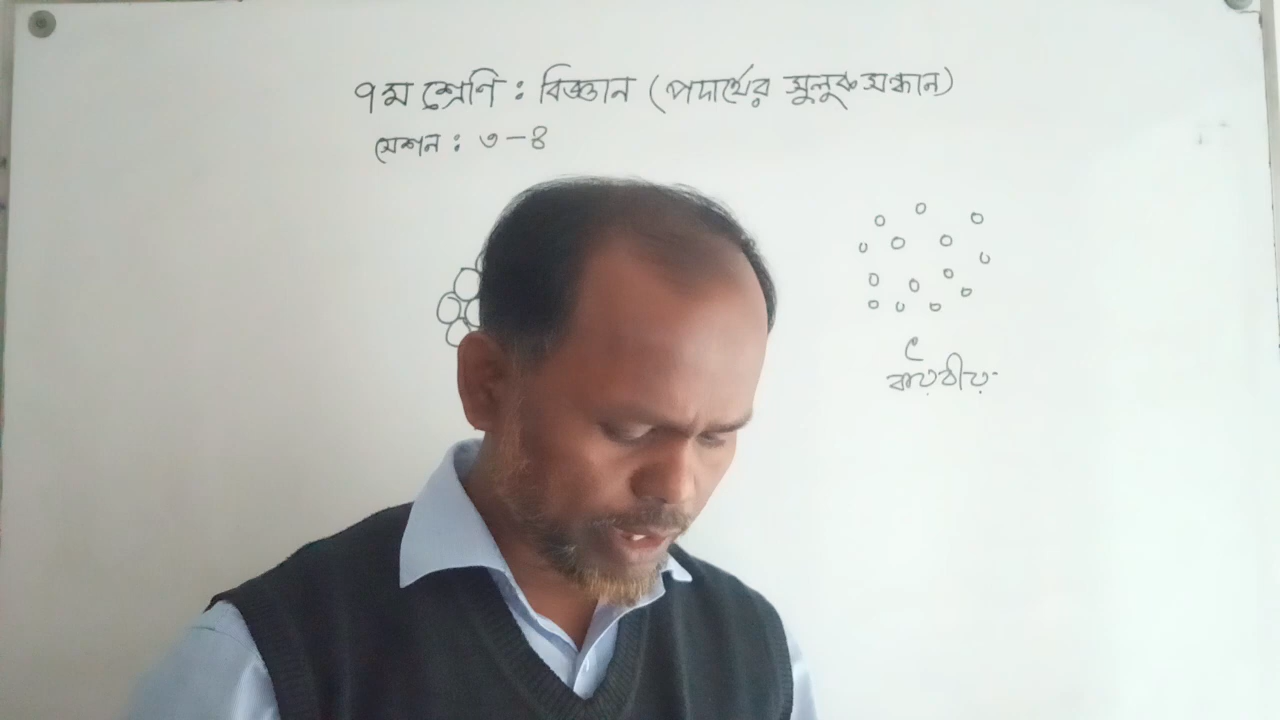 ৭ম শ্রেণি : বিজ্ঞান (পদার্থের সুলুকসন্ধান)
সেশন : ৩-৪
বায়বীয়